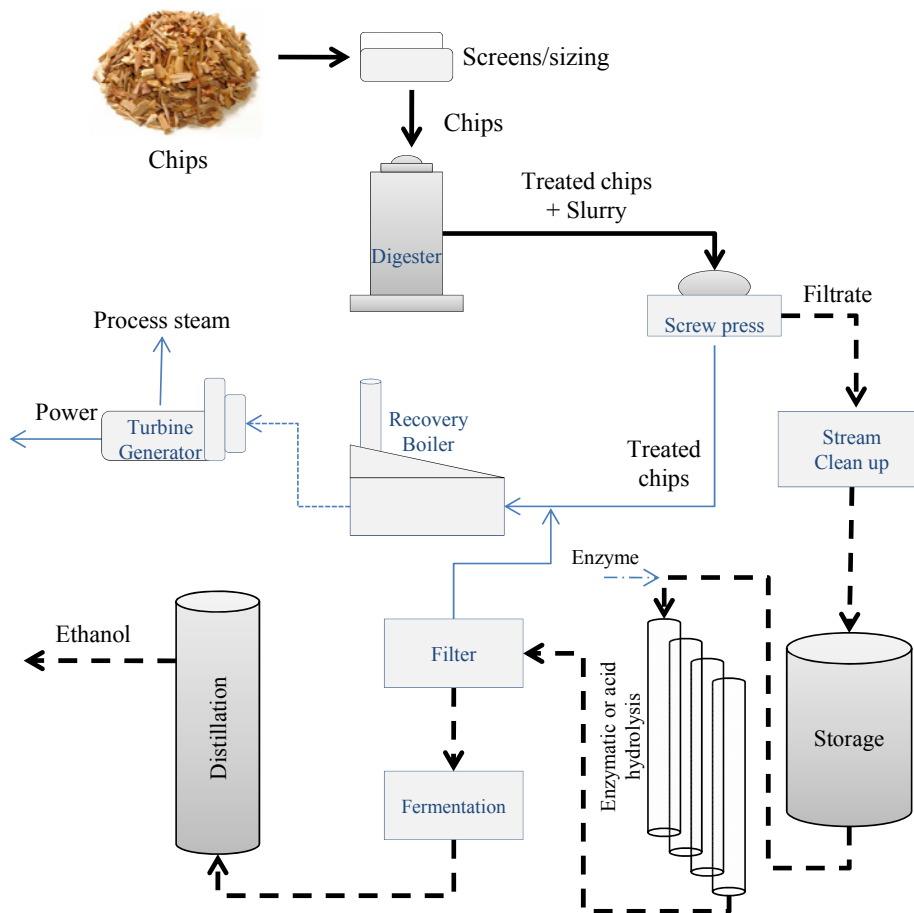 Screens/sizing
Chips
Chips
Treated chips
+ Slurry
Digester
Filtrate
Screw press
Process steam
Power
Turbine
Generator
Recovery
Boiler
Treated
chips
Stream
Clean up
Enzyme
Ethanol
Filter
Enzymatic or acid
hydrolysis
Distillation
Storage
Fermentation